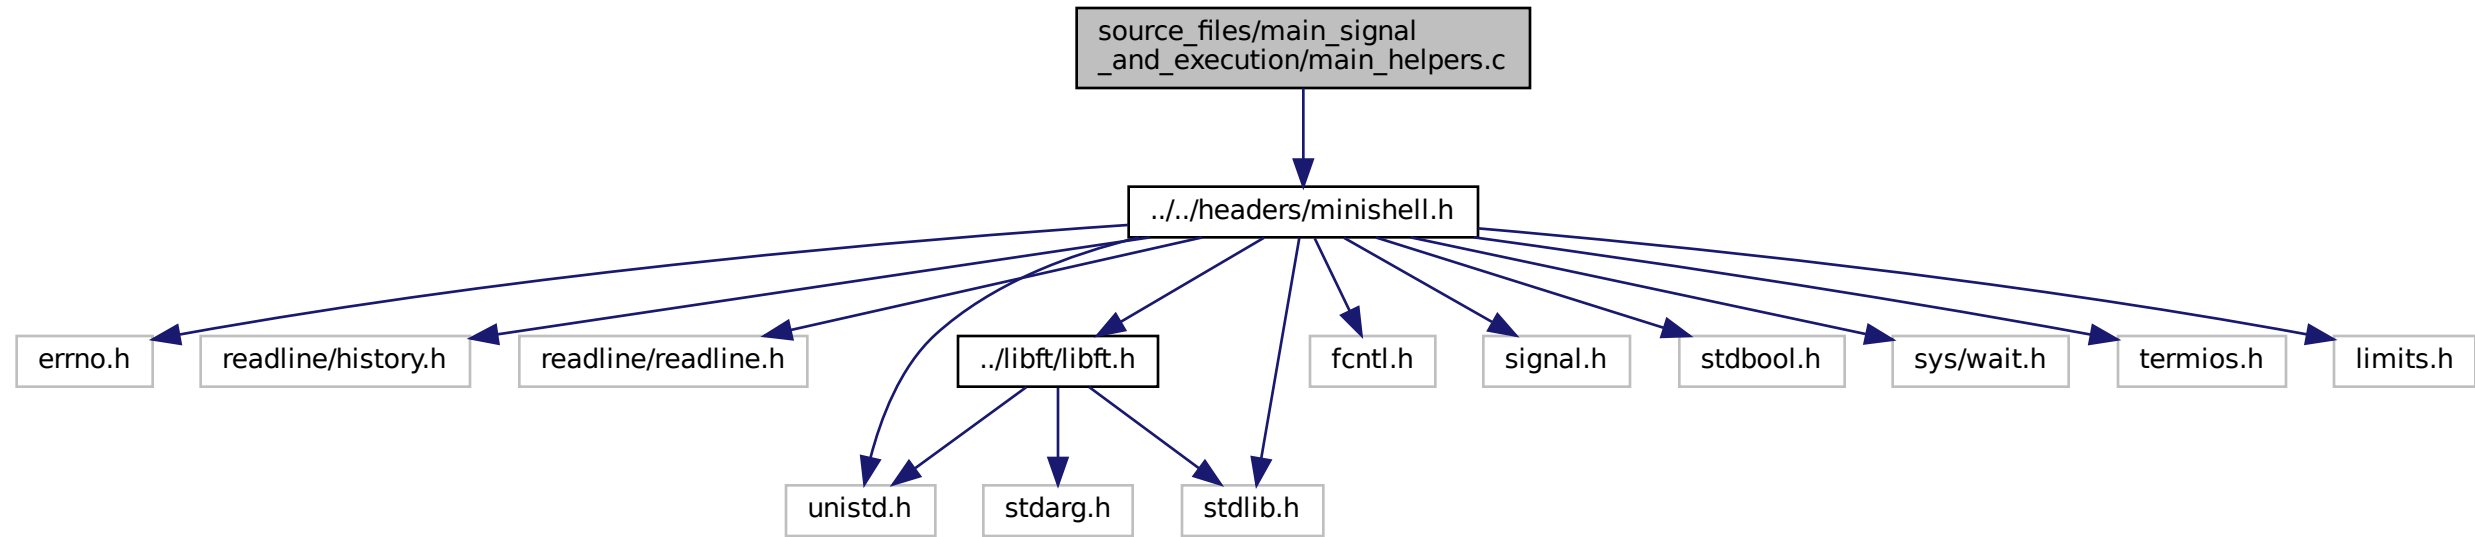 source_files/main_signal
_and_execution/main_helpers.c
../../headers/minishell.h
errno.h
readline/history.h
readline/readline.h
../libft/libft.h
fcntl.h
signal.h
stdbool.h
sys/wait.h
termios.h
limits.h
unistd.h
stdarg.h
stdlib.h